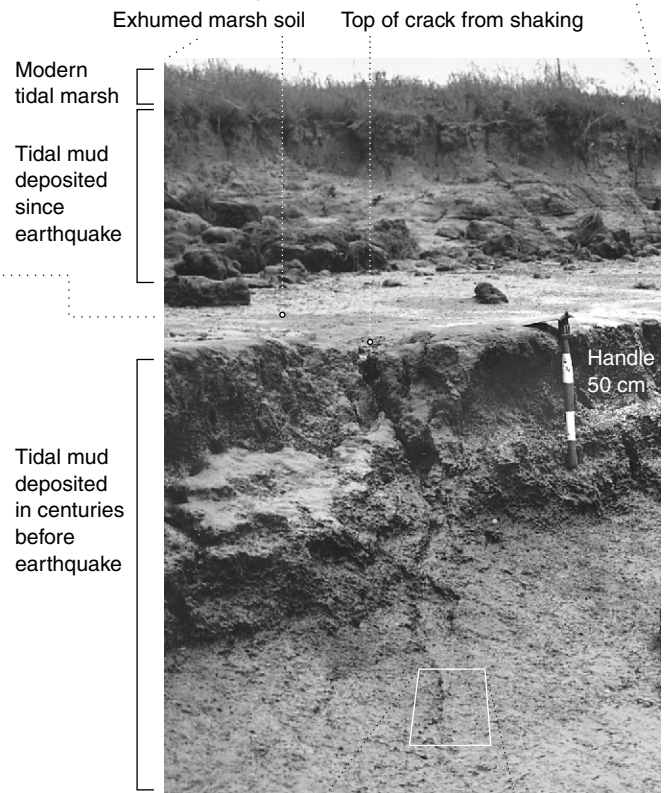 Exhumed marsh soil
Top of crack from shaking
Modern
tidal marsh
Tidal mud
deposited
since
earthquake
Handle
50 cm
Tidal mud
deposited
in centuries
before
earthquake